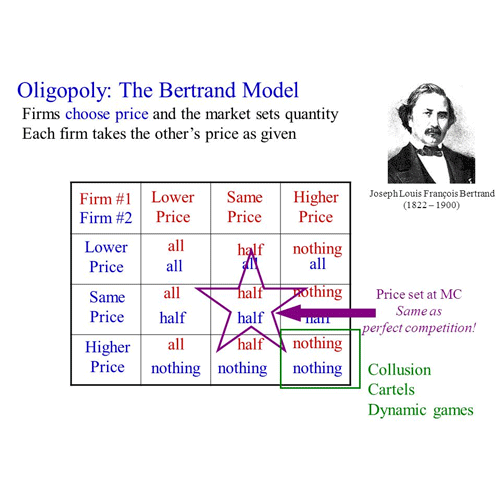 Oligopoly: The Bertrand Model
Firms choose price and the market sets quantity
Each firm takes the other's price as given
Joseph Louis François Bertrand
(1822 – 1900)
Firm #1
Firm #2
Lower
Price
Same
Price
Higher
Price
Lower
Price
all
all
half
all
nothing
all
Same
Price
all
half
half
half
nothing
half
Higher
Price
all
nothing
half
nothing
nothing
nothing
Price set at MC
Same as
perfect competition!
Collusion
Cartels
Dynamic games